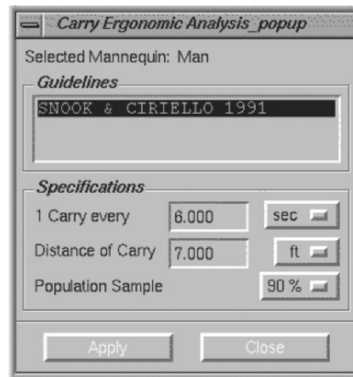 Carry Ergonomic Analysis_popup
Selected Mannequin: Man
Guidelines
SNOOK & CIRIELLO 1991
Specifications
1 Carry every 6.000 sec
Distance of Carry 7.000 ft
Population Sample 90 %
Apply Close